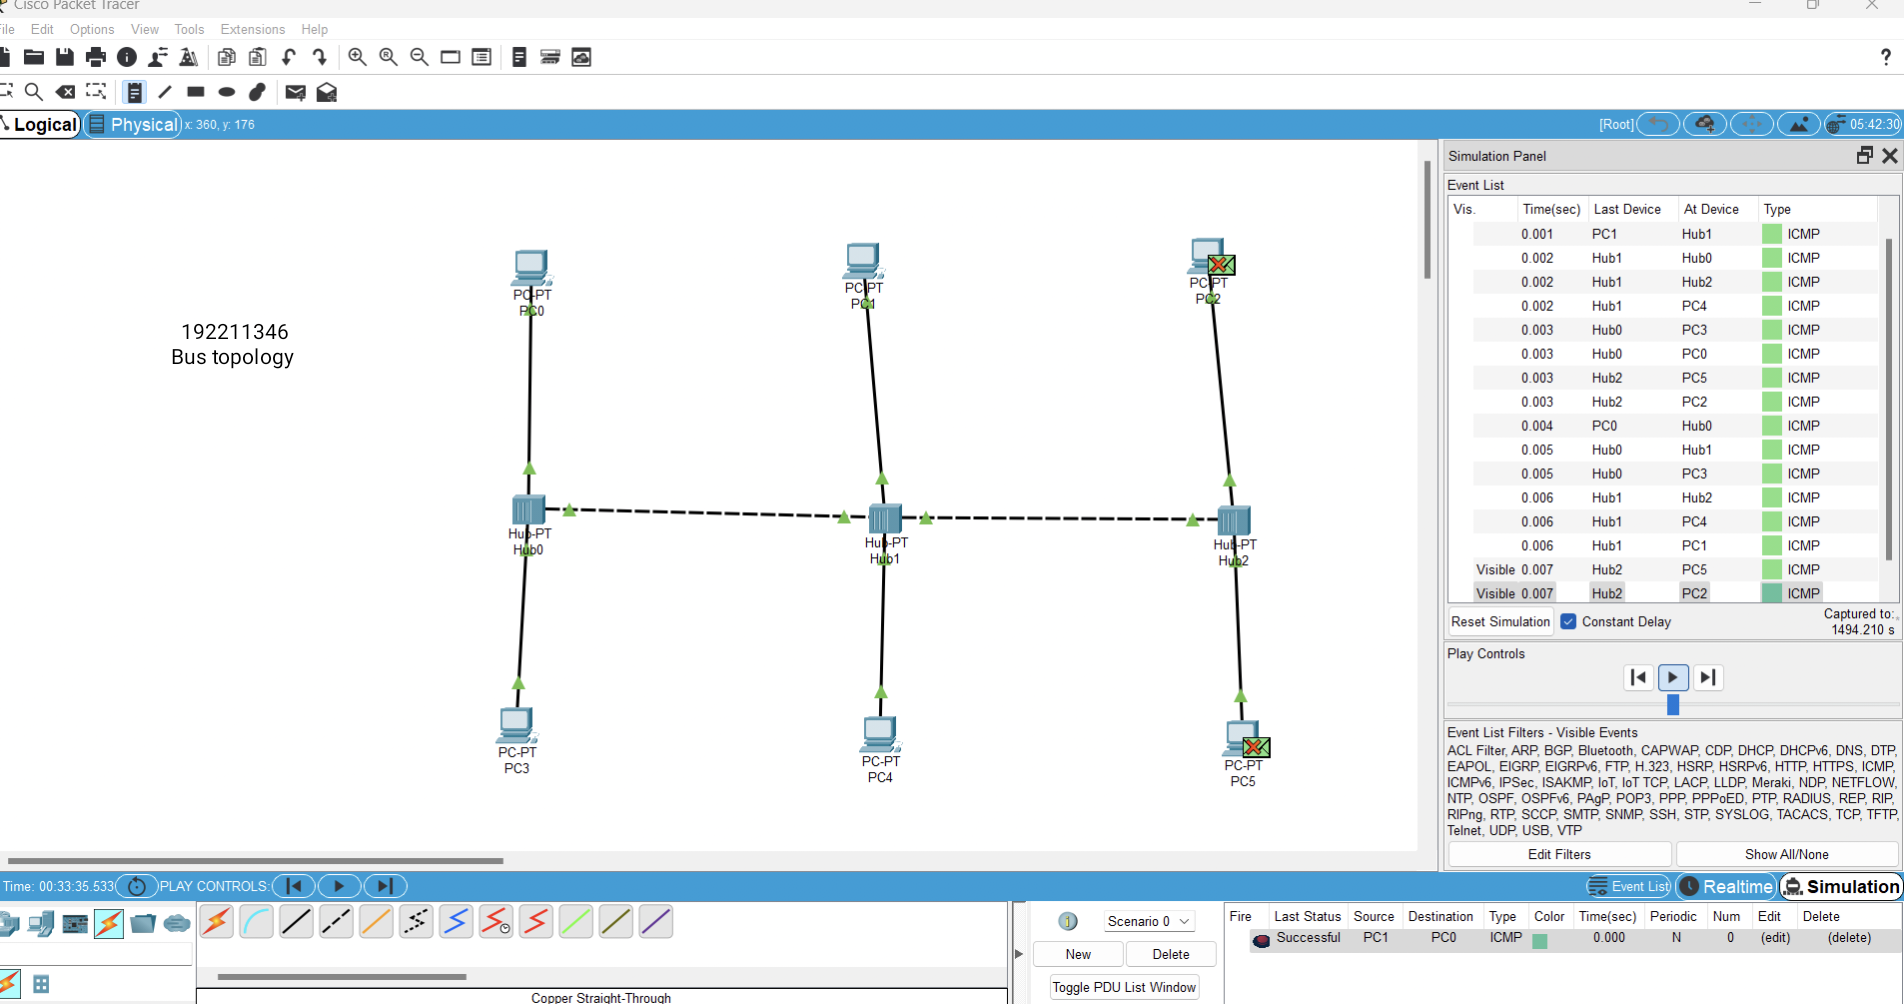 Cisco Packet Tracer
File Edit Options View Tools Extensions Help
?
Logical Physical x: 360, y: 176 [Root] 05:42:30
Simulation Panel
Event List
Vis. Time(sec) Last Device At Device Type
0.001 PC1 Hub1 ICMP
0.002 Hub1 Hub0 ICMP
0.002 Hub1 Hub2 ICMP
0.002 Hub1 PC4 ICMP
0.003 Hub0 PC3 ICMP
0.003 Hub0 PC0 ICMP
0.003 Hub2 PC5 ICMP
0.003 Hub2 PC2 ICMP
0.004 PC0 Hub0 ICMP
0.005 Hub0 Hub1 ICMP
0.005 Hub0 PC3 ICMP
0.006 Hub1 Hub2 ICMP
0.006 Hub1 PC4 ICMP
0.006 Hub1 PC1 ICMP
Visible 0.007 Hub2 PC5 ICMP
Visible 0.007 Hub2 PC2 ICMP
Reset Simulation Constant Delay Captured to:
1494.210 s
Play Controls
Event List Filters - Visible Events
ACL Filter, ARP, BGP, Bluetooth, CAPWAP, CDP, DHCP, DHCPv6, DNS, DTP,
EAPOL, EIGRP, EIGRPv6, FTP, H.323, HSRP, HSRPv6, HTTP, HTTPS, ICMP,
ICMPv6, IPSec, ISAKMP, IoT, IoT TCP, LACP, LLDP, Meraki, NDP, NETFLOW,
NTP, OSPF, OSPFv6, PAgP, POP3, PPP, PPPoED, PTP, RADIUS, REP, RIP,
RIPng, RTP, SCCP, SMTP, SNMP, SSH, STP, SYSLOG, TACACS, TCP, TFTP,
Telnet, UDP, USB, VTP
Edit Filters Show All/None
192211346
Bus topology
PC-PT
PC0
PC-PT
PC1
PC-PT
PC2
Hub-PT
Hub0
Hub-PT
Hub1
Hub-PT
Hub2
PC-PT
PC3
PC-PT
PC4
PC-PT
PC5
Time: 00:33:35.533 PLAY CONTROLS: Event List Realtime Simulation
Copper Straight-Through
1 Scenario 0
New Delete
Toggle PDU List Window
Fire Last Status Source Destination Type Color Time(sec) Periodic Num Edit Delete
Successful PC1 PC0 ICMP 0.000 N 0 (edit) (delete)